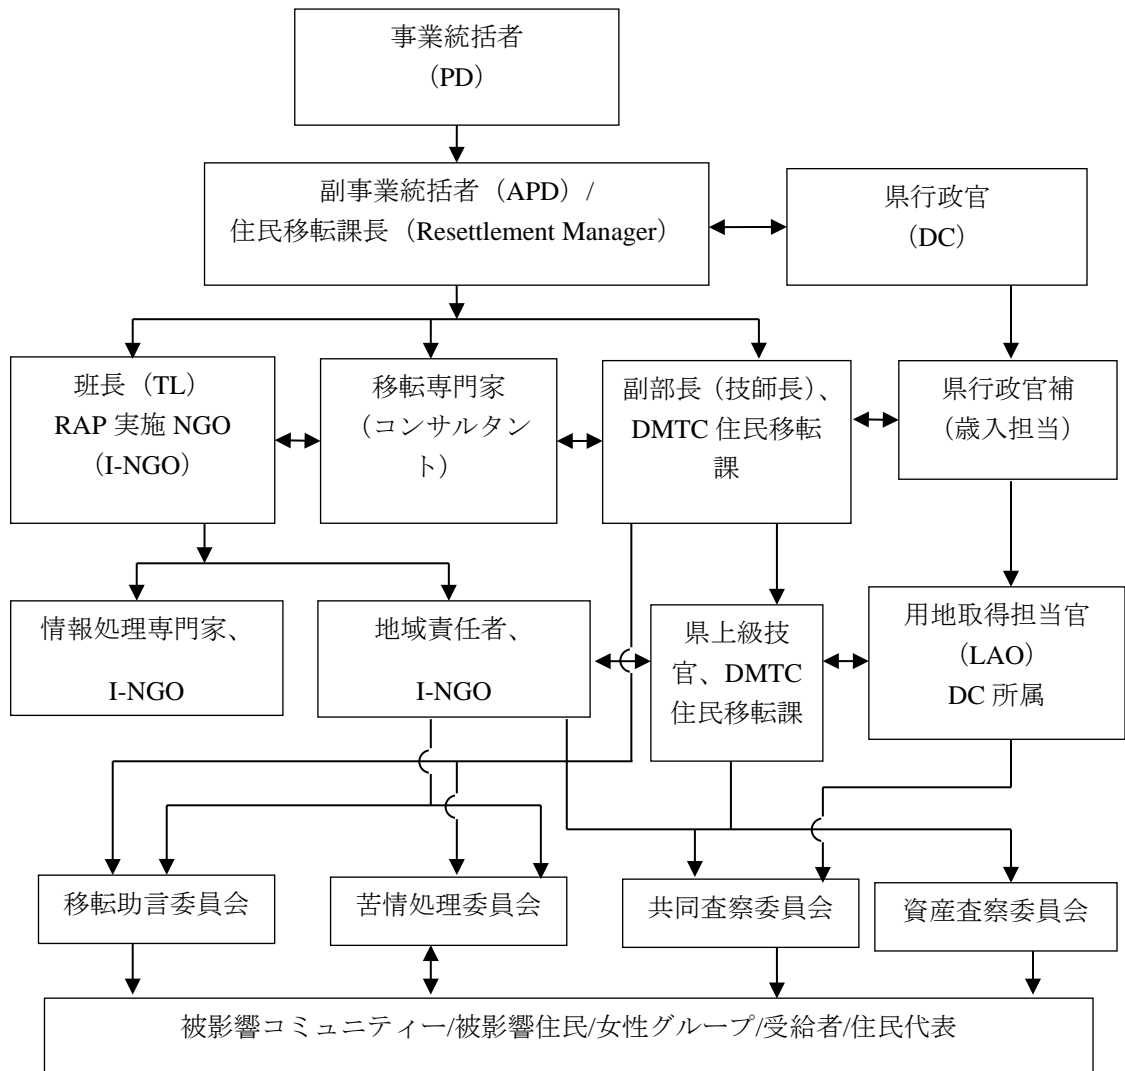 事業統括者
（PD）
副事業統括者（APD）/
住民移転課長（Resettlement Manager）
県行政官
（DC）
班長（TL）
RAP 実施 NGO
（I-NGO）
移転専門家
（コンサルタン
ト）
副部長（技師長）、
DMTC 住民移転
課
県行政官補
（歳入担当）
情報処理専門家、
I-NGO
地域責任者、
I-NGO
県上級技
官、DMTC
住民移転課
用地取得担当官
（LAO）
DC 所属
移転助言委員会
苦情処理委員会
共同査察委員会
資産査察委員会
被影響コミュニティー/被影響住民/女性グループ/受給者/住民代表